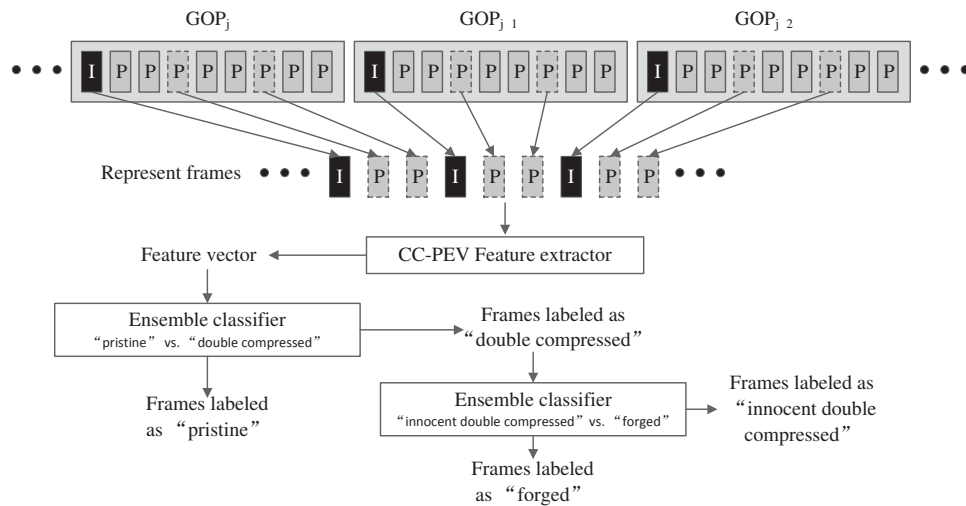 GOPj GOPj 1 GOPj 2
I P P P P P P P P I P P P P P P P P I P P P P P P P P
Represent frames I P P I P P I P P
CC-PEV Feature extractor
Feature vector
Ensemble classifier
“pristine” vs. “double compressed”
Frames labeled as
“double compressed”
Frames labeled
as “pristine”
Ensemble classifier
“innocent double compressed” vs. “forged”
Frames labeled as
“innocent double
compressed”
Frames labeled
as “forged”